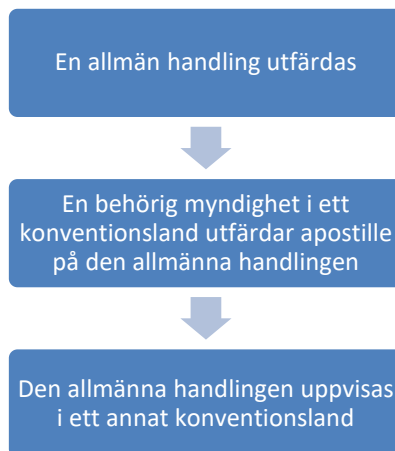 En allmän handling utfärdas
En behörig myndighet i ett
konventionsland utfärdar apostille
på den allmänna handlingen
Den allmänna handlingen uppvisas
i ett annat konventionsland